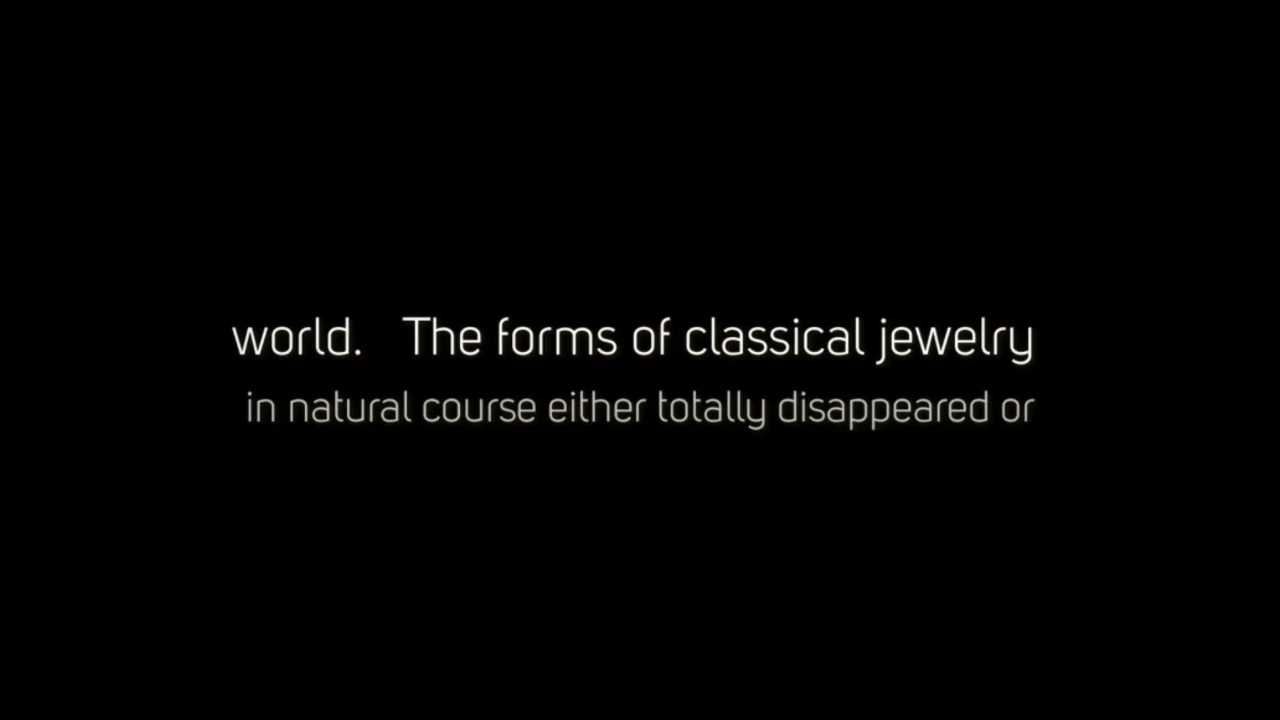 world. The forms of classical jewelry
in natural course either totally disappeared or